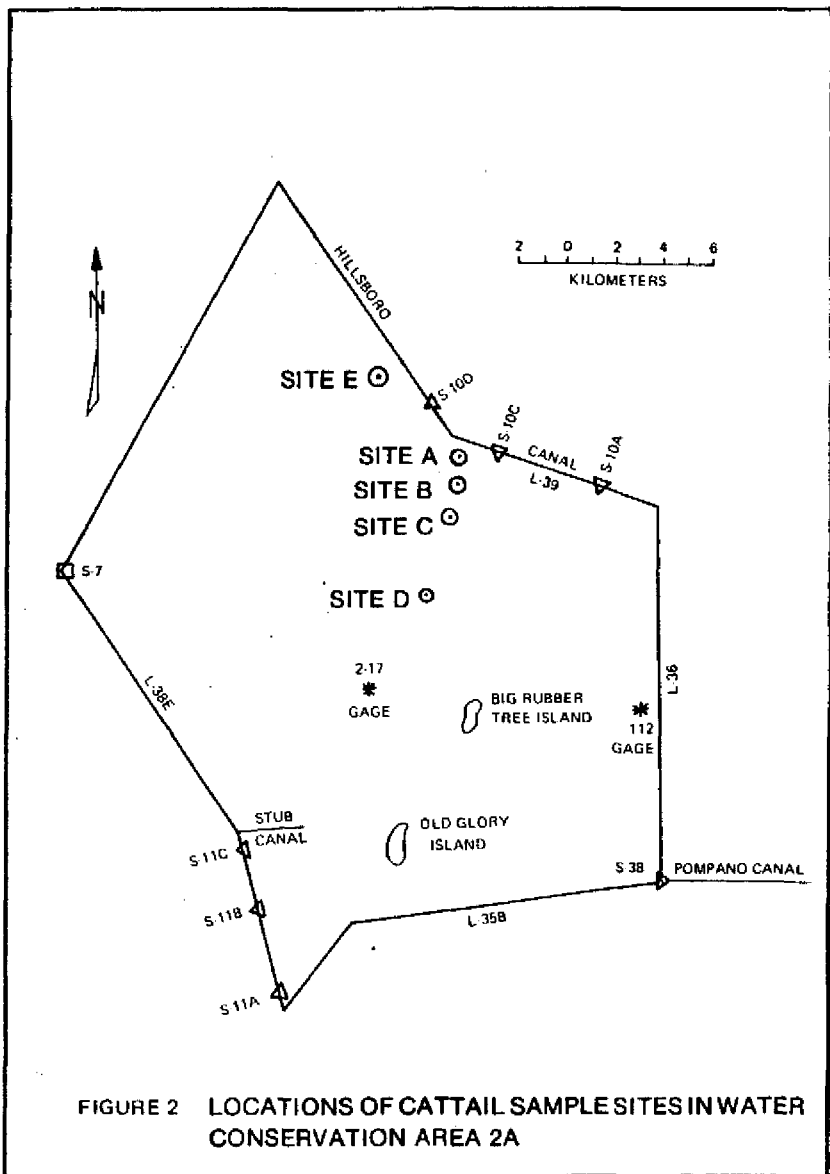 HILLSBORO
2 0 2 4 6
KILOMETERS
N
SITE E
S-10D
S-10C
CANAL
L-39
S-10A
SITE A
SITE B
SITE C
S-7
SITE D
L-36
2-17
GAGE
BIG RUBBER
TREE ISLAND
112
GAGE
L-38E
STUB
CANAL
OLD GLORY
ISLAND
S-11C
S-38
POMPANO CANAL
S-11B
L-35B
S-11A
FIGURE 2 LOCATIONS OF CATTAIL SAMPLE SITES IN WATER
CONSERVATION AREA 2A